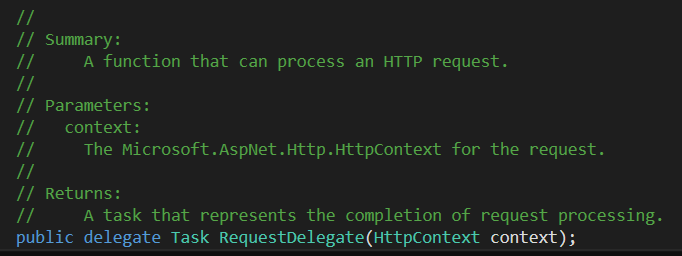 //
// Summary:
//     A function that can process an HTTP request.
//
// Parameters:
//   context:
//     The Microsoft.AspNet.Http.HttpContext for the request.
//
// Returns:
//     A task that represents the completion of request processing.
public delegate Task RequestDelegate(HttpContext context);